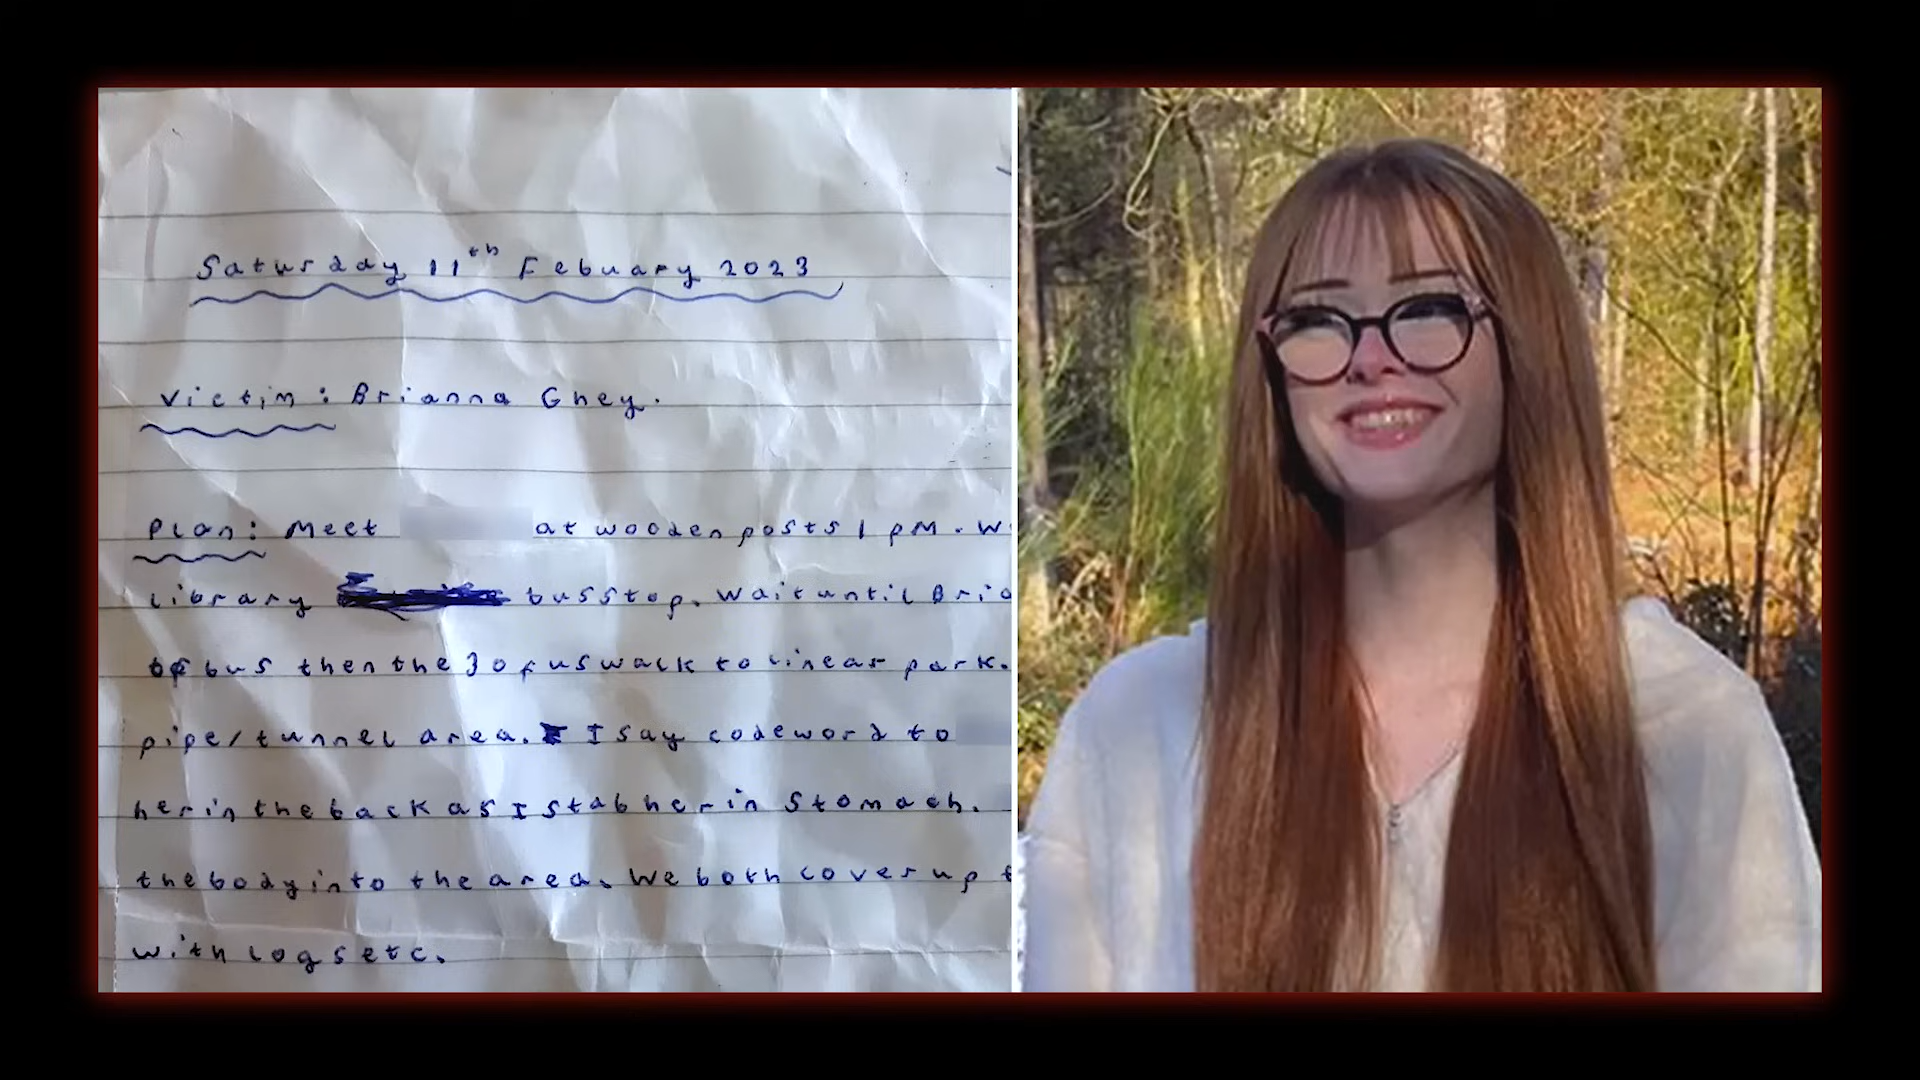 Saturday 11th Febuary 2023
Victim: Brianna Ghey.
Plan: Meet at wooden posts 1 pm.
library bus stop. Wait until
of bus then the 3 of us walk to linear park.
pipe/tunnel area. I say codeword to
her in the back as I stab her in stomach.
the body into the area. We both cover up
with logs etc.